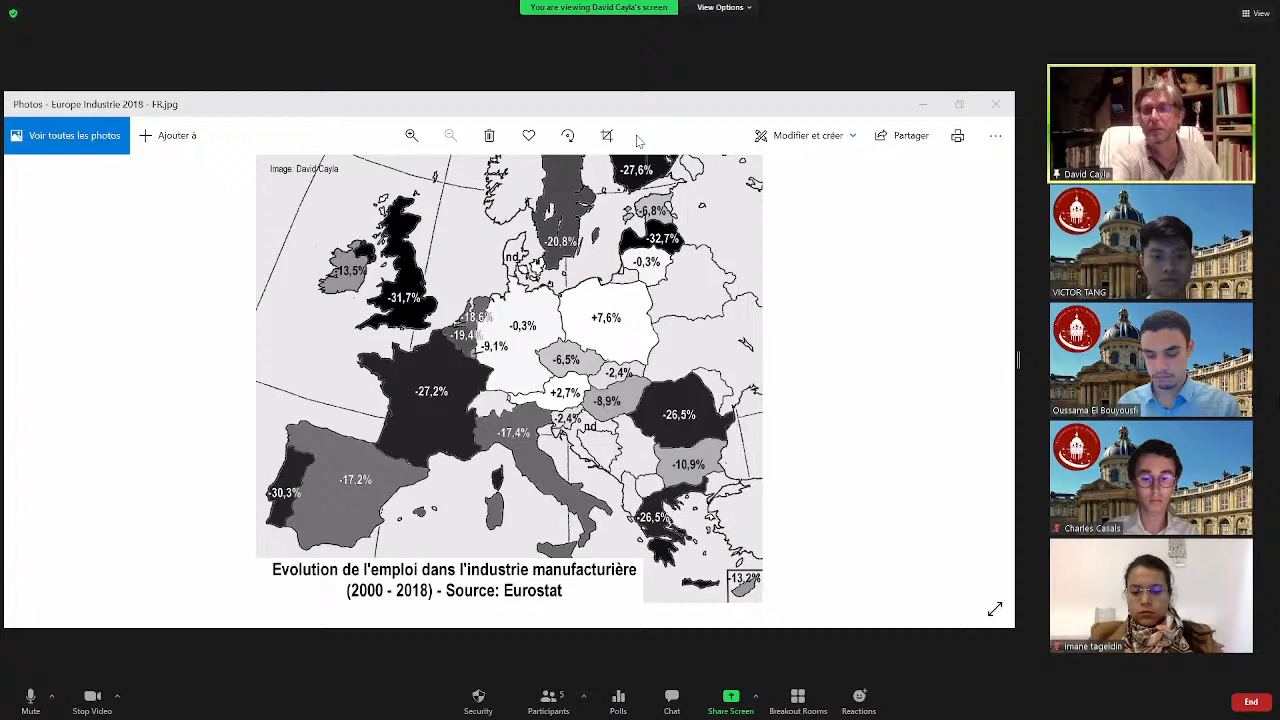 You are viewing David Cayla's screen
View Options
View
Photos - Europe Industrie 2018 - FR.jpg
Voir toutes les photos
Ajouter à
Modifier et créer
Partager
Image: David Cayla
-27,6%
-6,8%
-20,8%
-32,7%
nd
-0,3%
-13,5%
-31,7%
-18,6%
-0,3%
+7,6%
-19,4%
-9,1%
-6,5%
-2,4%
-27,2%
+2,7%
-8,9%
-26,5%
-2,4%
nd
-17,4%
-10,9%
-17,2%
-30,3%
-26,5%
-13,2%
Evolution de l'emploi dans l'industrie manufacturière
(2000 - 2018) - Source: Eurostat
David Cayla
VICTOR TANG
Oussama El Bouyousfi
Charles Casals
imane tageldin
Mute
Stop Video
Security
5
Participants
Polls
Chat
Share Screen
Breakout Rooms
Reactions
End